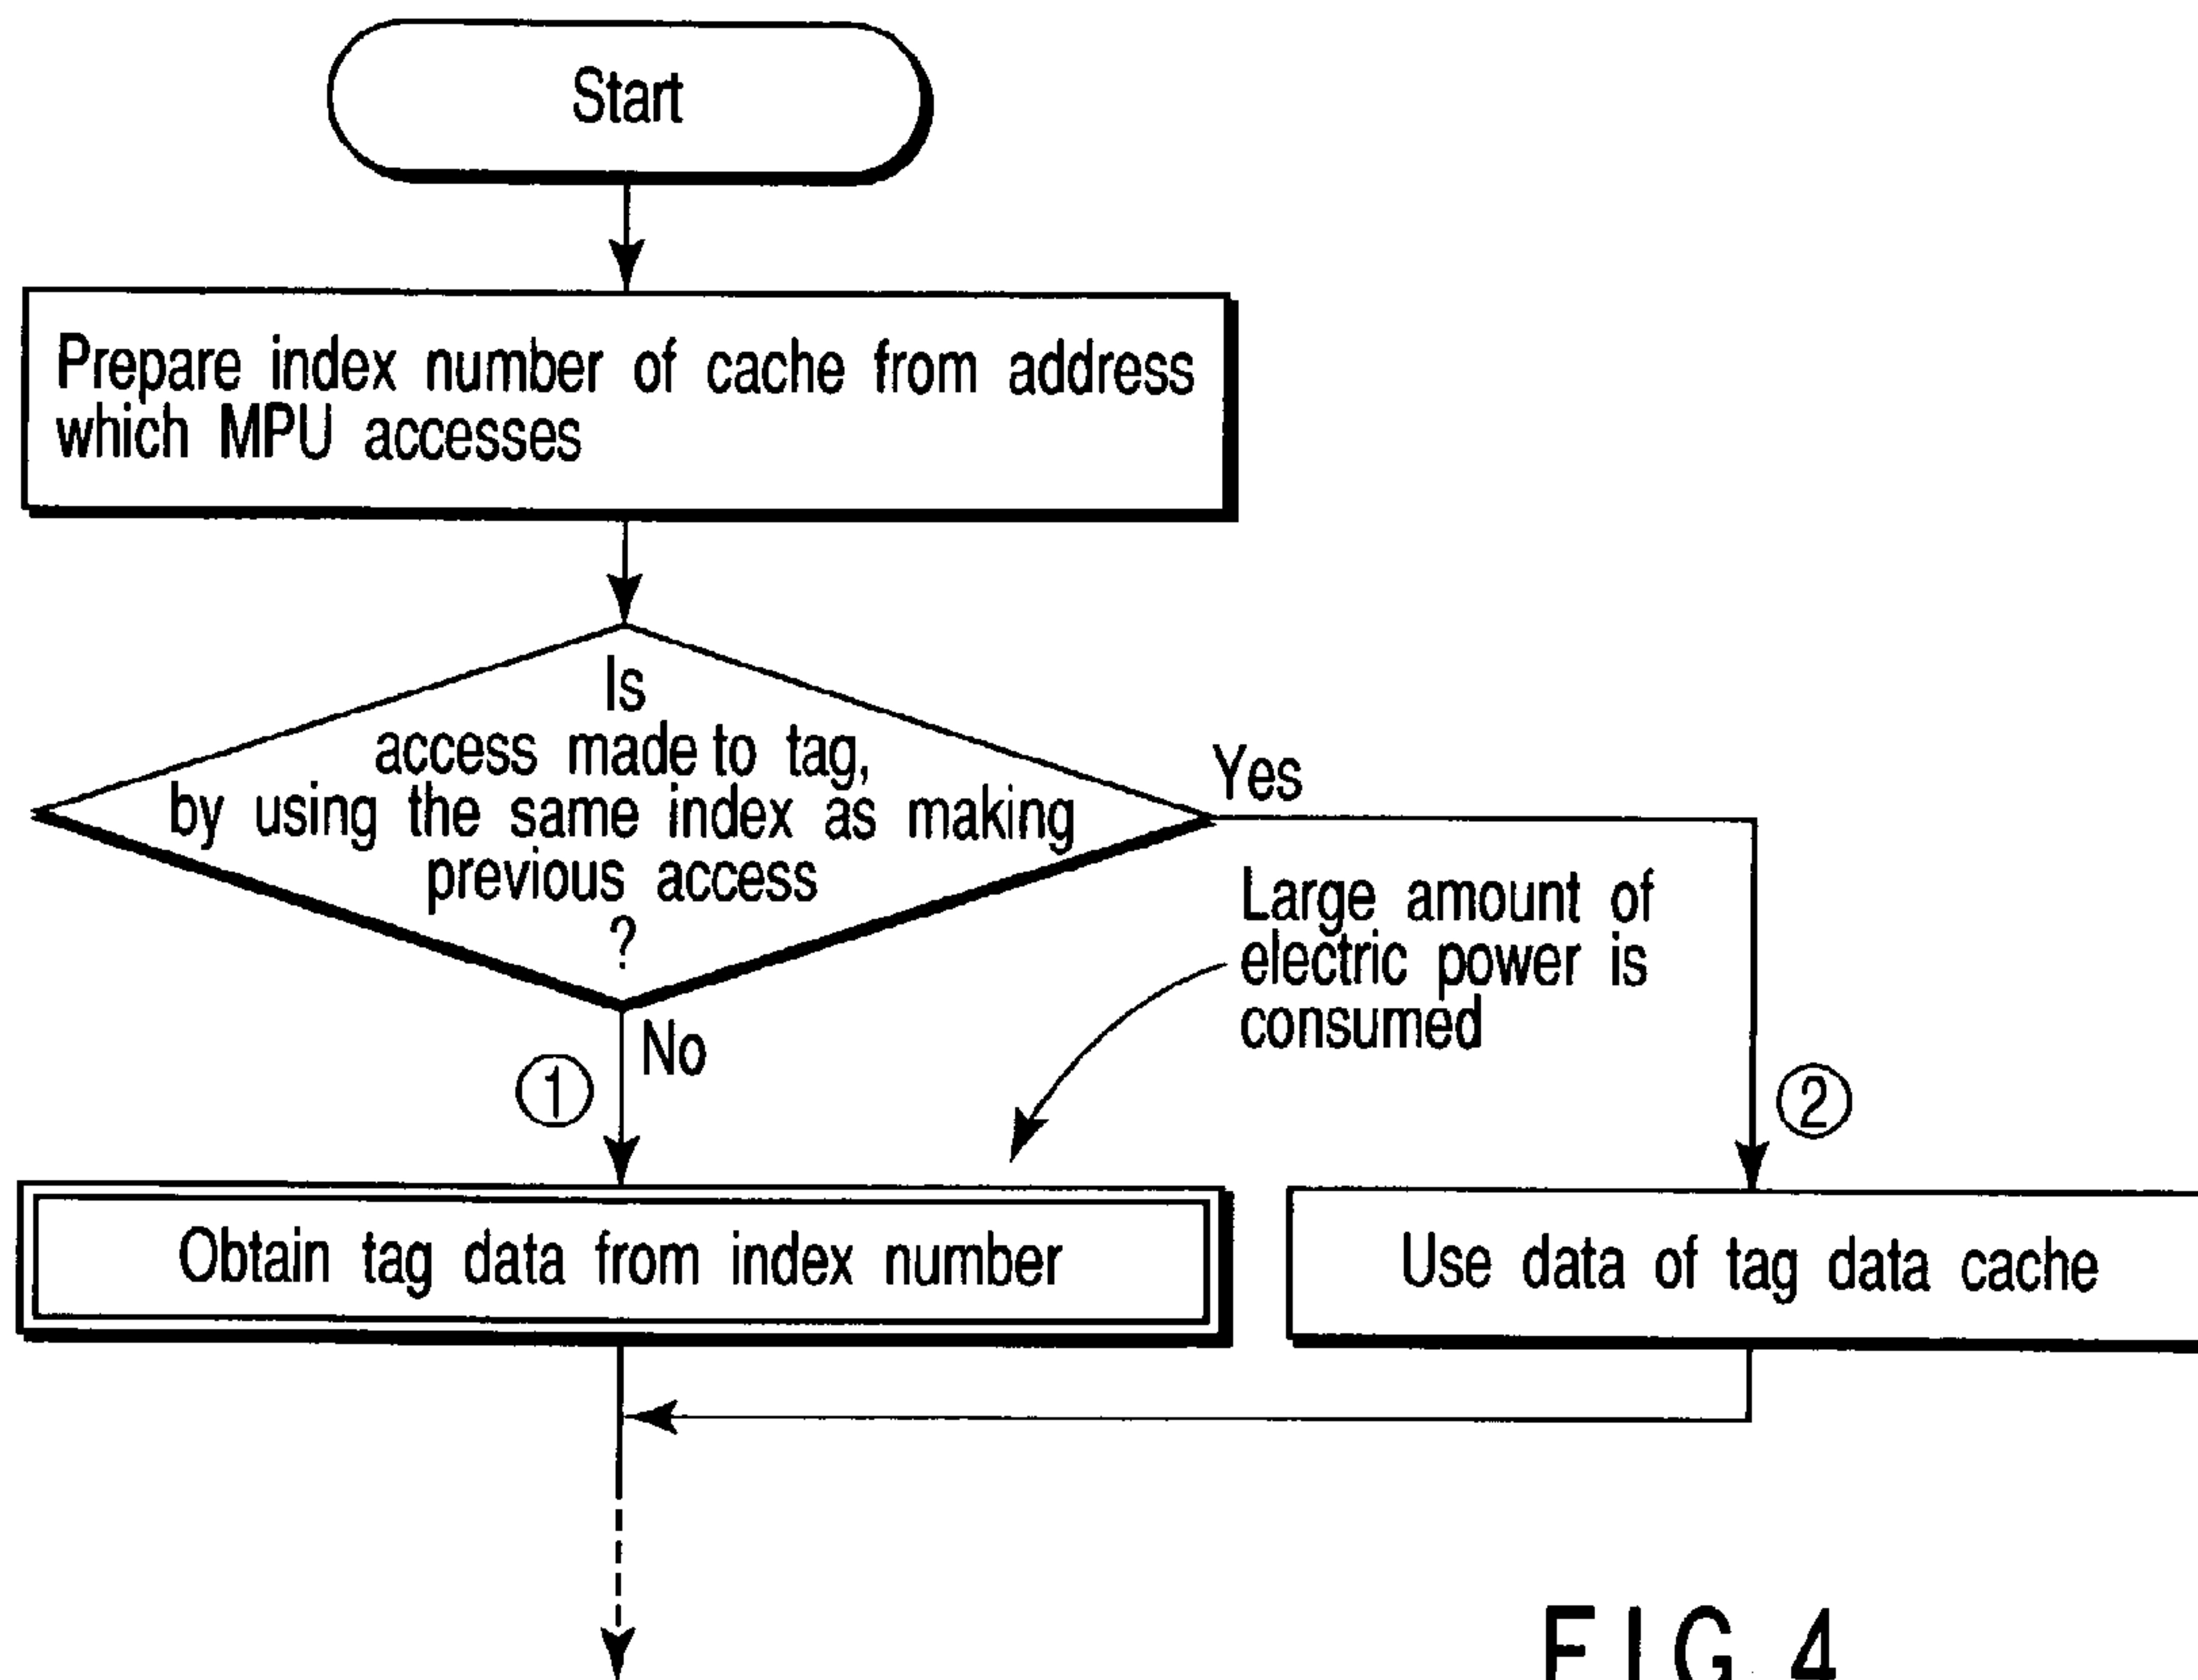 Start
Prepare index number of cache from address
which MPU accesses
Is
access made to tag,
by using the same index as making
previous access
?
Yes
Large amount of
electric power is
consumed
No
①
②
Obtain tag data from index number
Use data of tag data cache
FIG.4